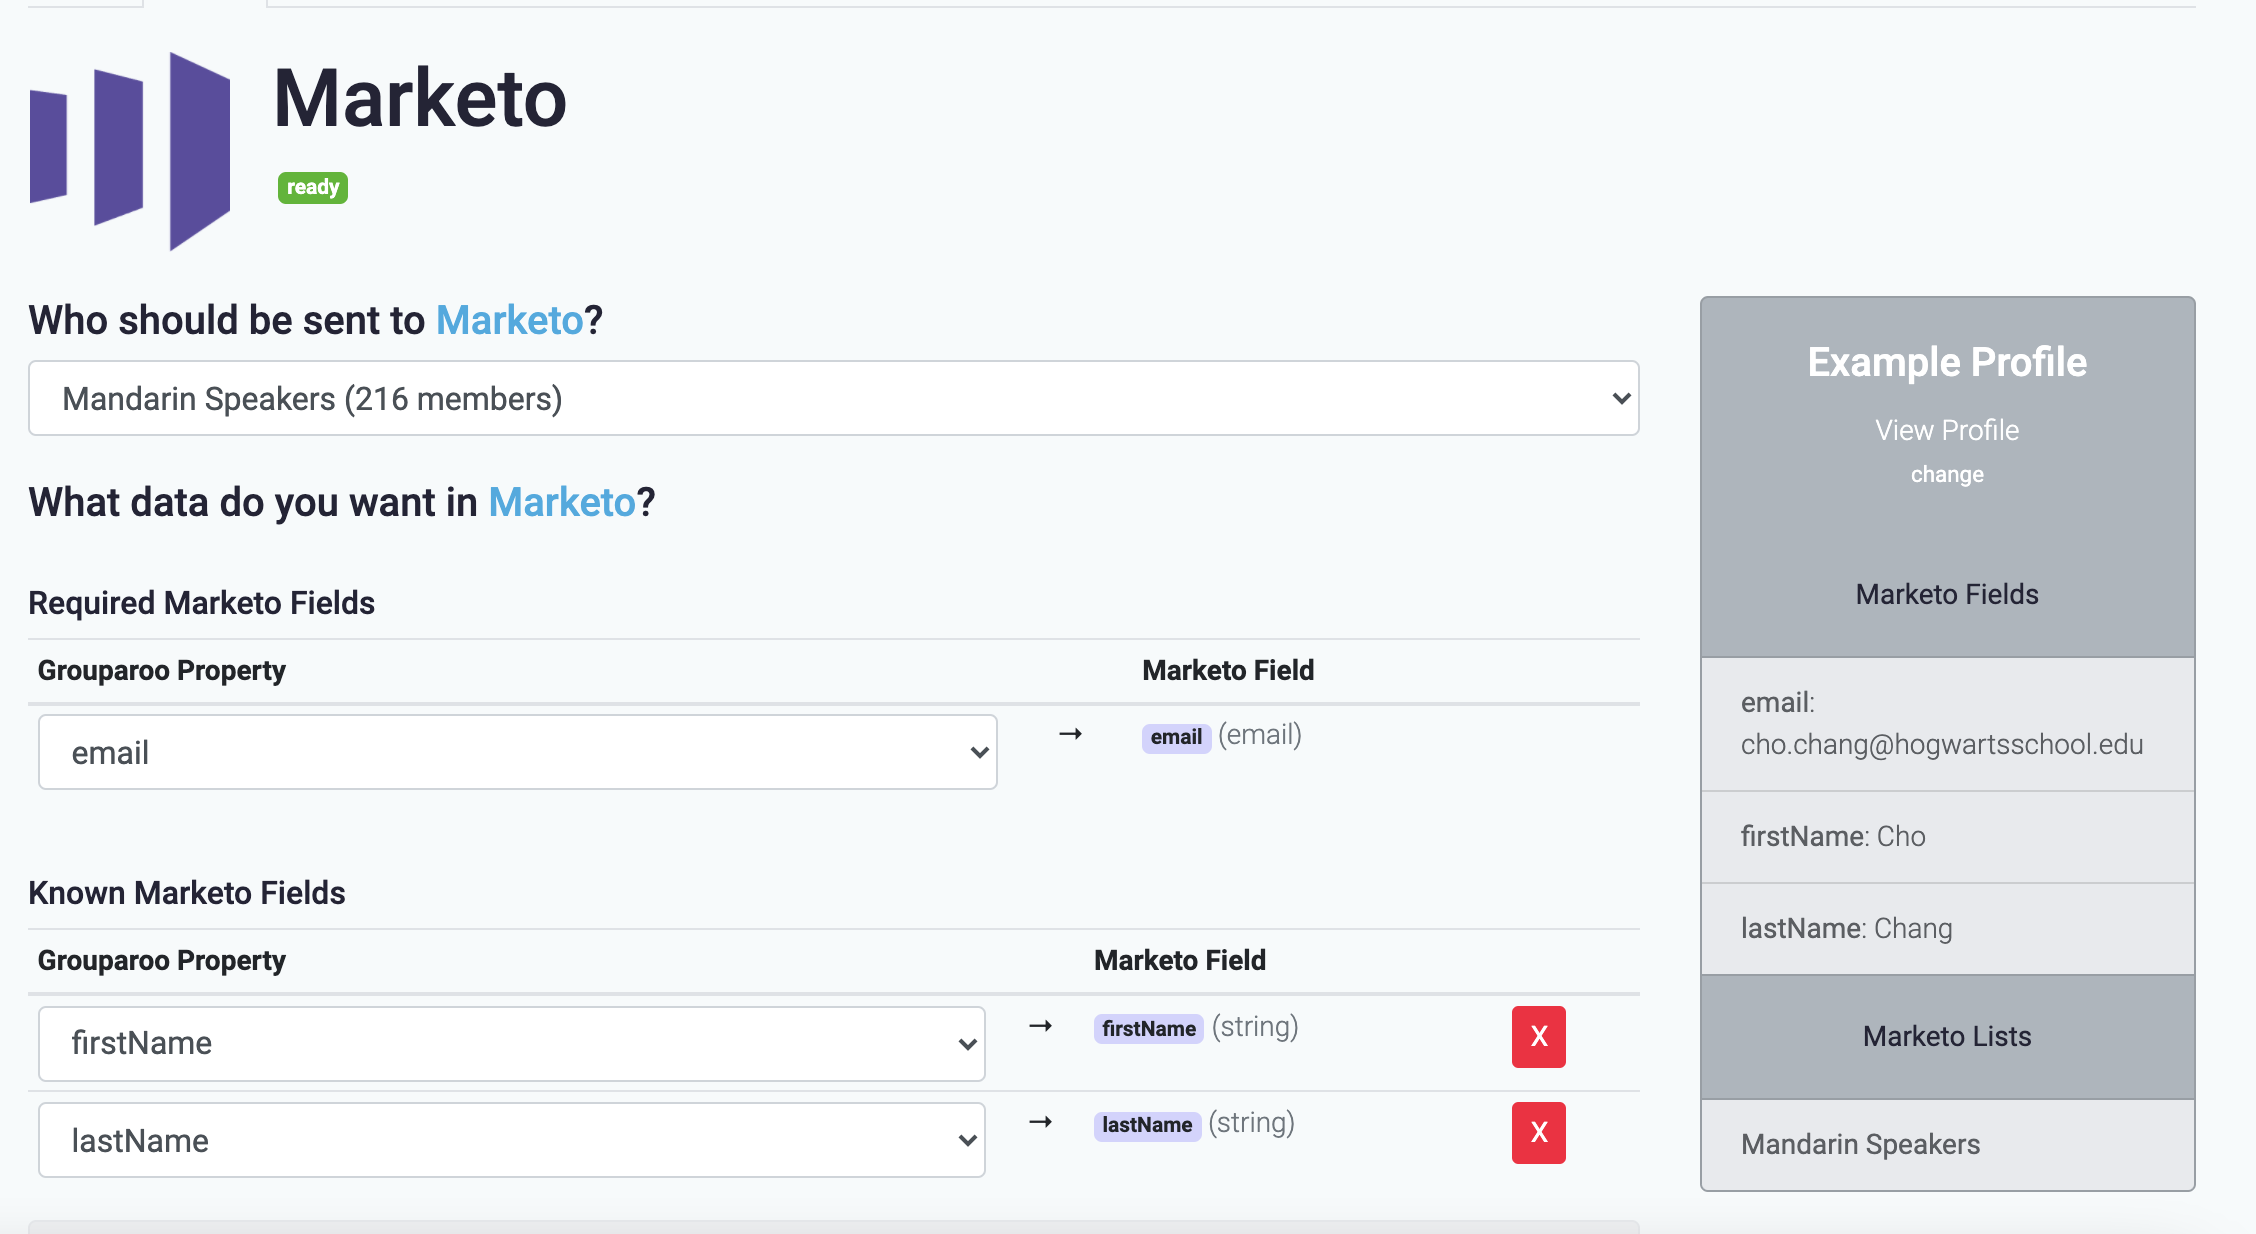 Marketo
ready
Who should be sent to Marketo?
Mandarin Speakers (216 members)
What data do you want in Marketo?
Required Marketo Fields
Grouparoo Property
Marketo Field
email
→
email (email)
Known Marketo Fields
Grouparoo Property
Marketo Field
firstName
→
firstName (string)
X
lastName
→
lastName (string)
X
Example Profile
View Profile
change
Marketo Fields
email:
cho.chang@hogwartsschool.edu
firstName: Cho
lastName: Chang
Marketo Lists
Mandarin Speakers